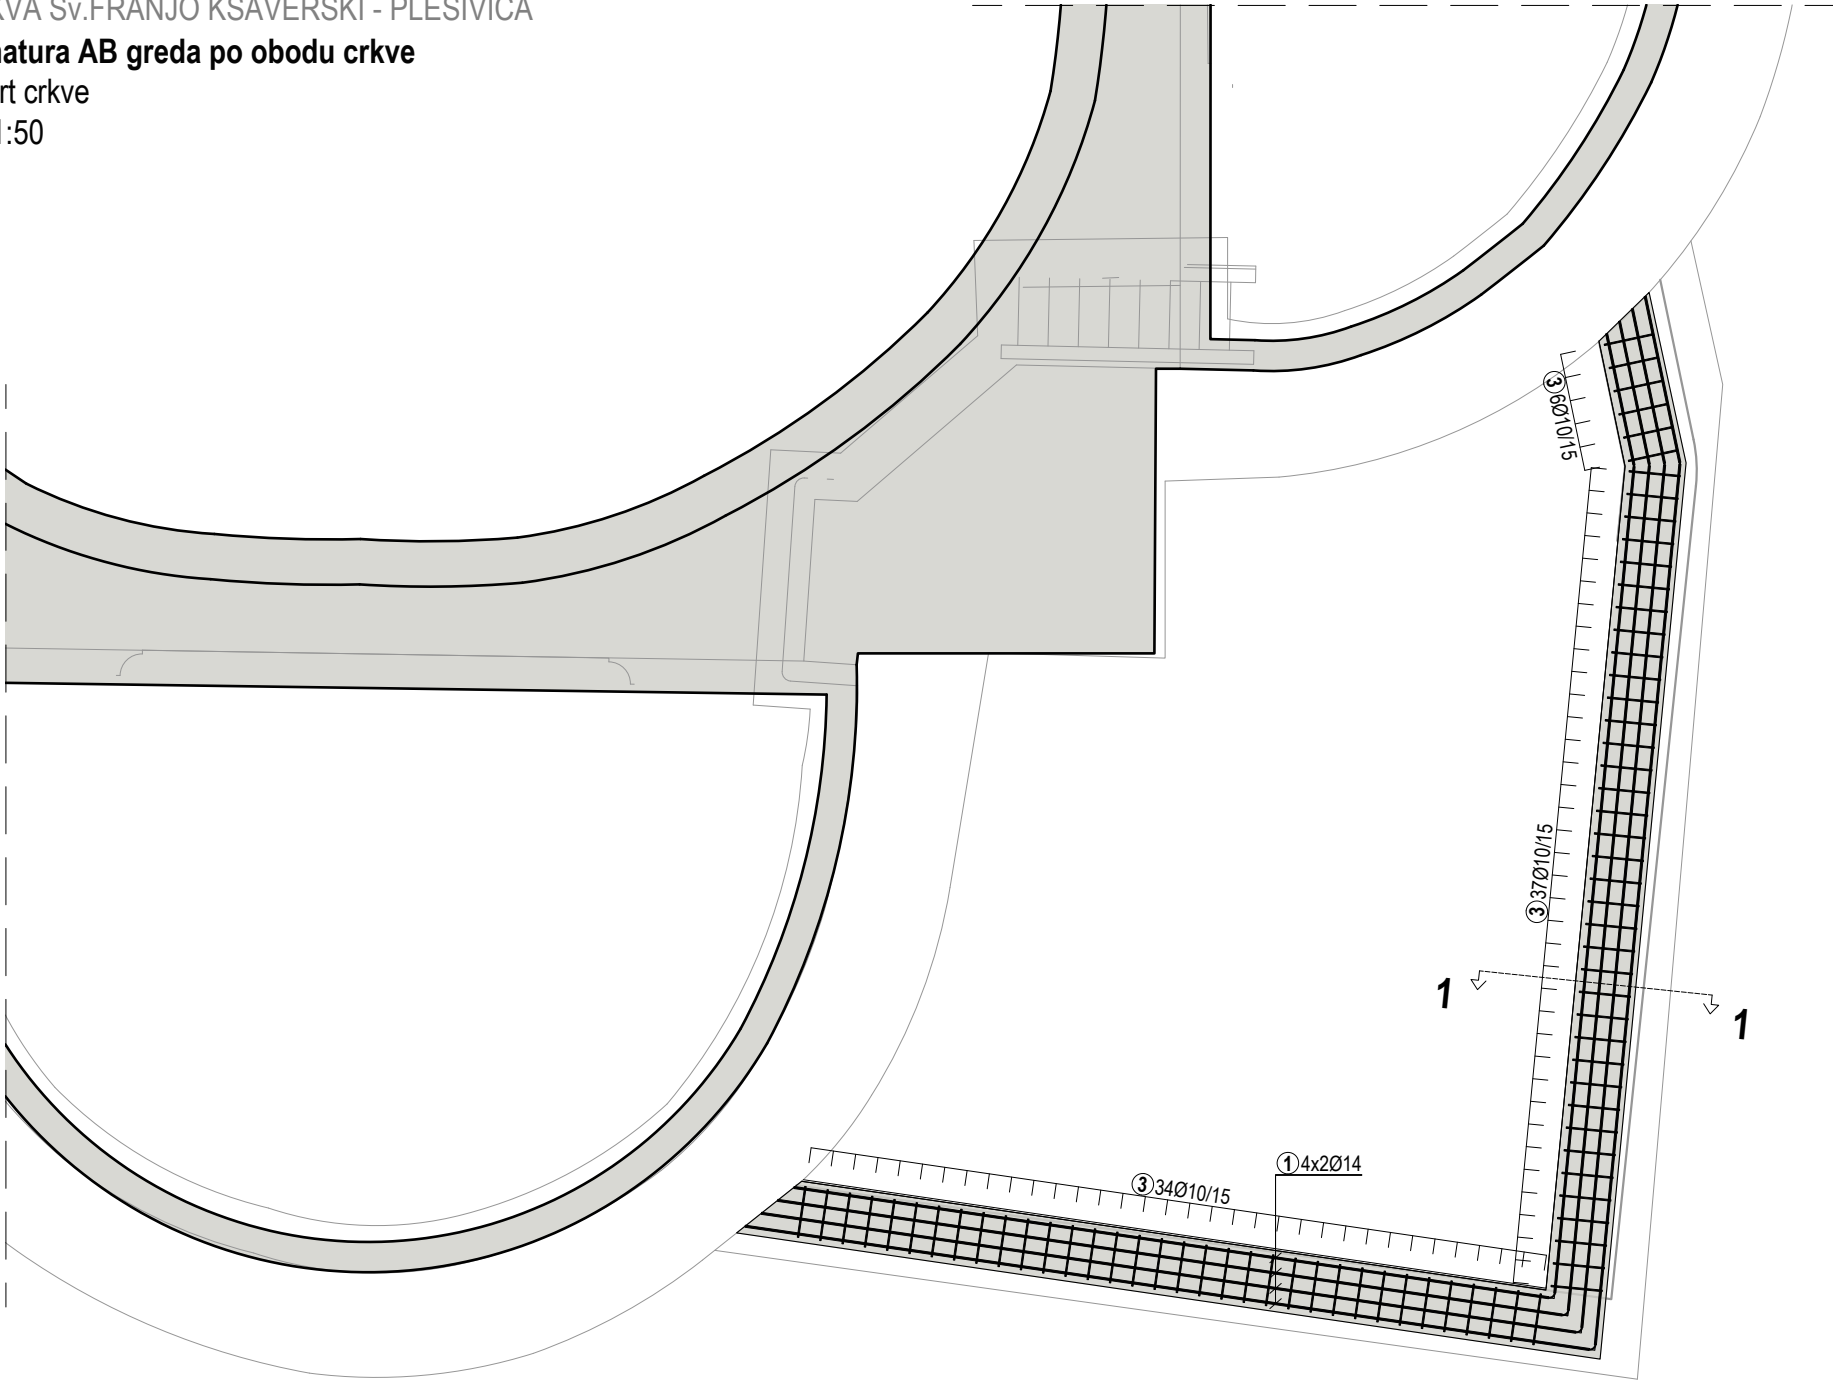 KVA Sv.FRANJO KSAVERSKI - PLEŠIVICA
natura AB greda po obodu crkve
rt crkve
1:50
③6Ø10/15
③37Ø10/15
1 1
①4x2Ø14
③34Ø10/15